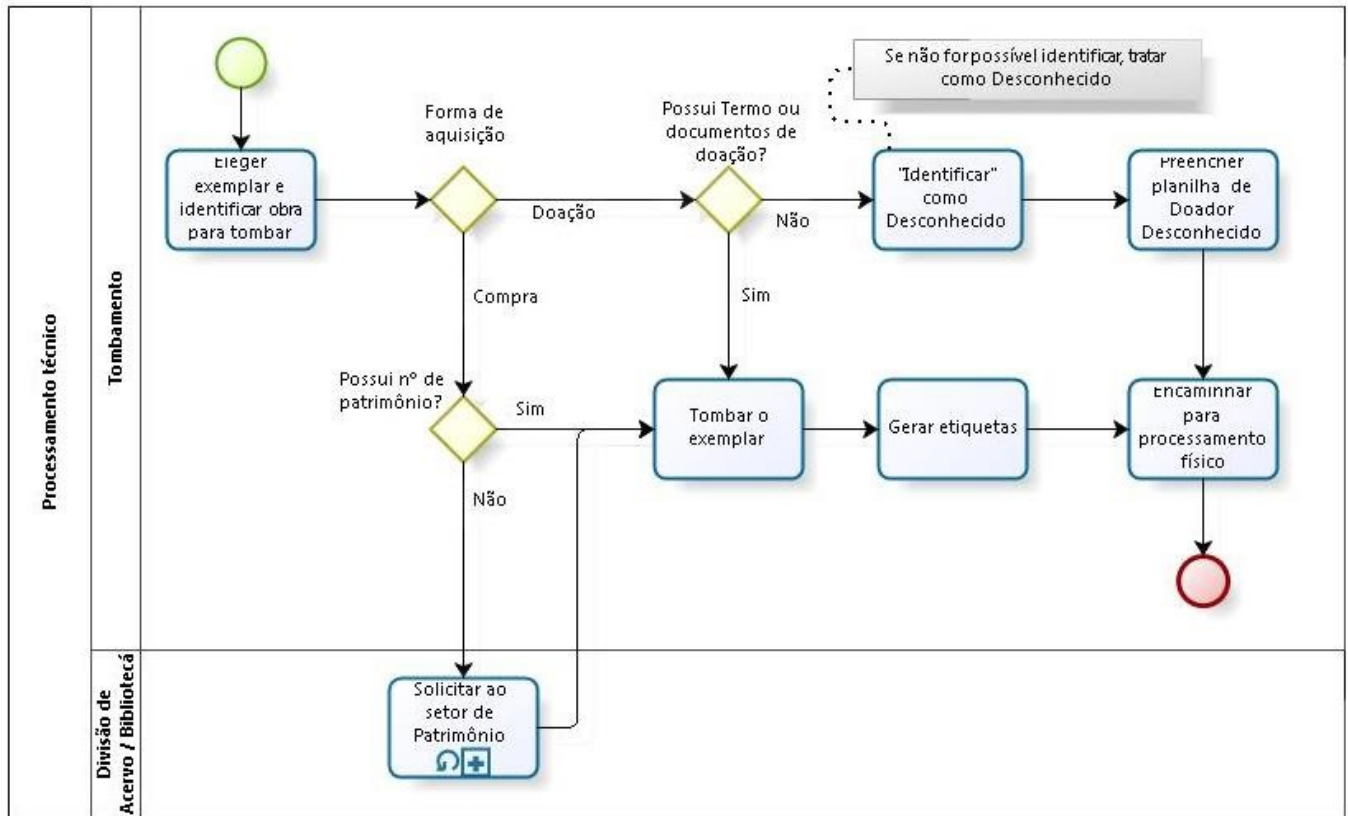 Processamento técnico
Tombamento
Se não for possível identificar, tratar
como Desconhecido
Forma de
aquisição
Possui Termo ou
documentos de
doação?
Eleger
exemplar e
identificar obra
para tombar
Doação
Não
"Identificar"
como
Desconhecido
Preencher
planilha de
Doador
Desconhecido
Compra
Sim
Possui nº de
patrimônio?
Sim
Tombar o
exemplar
Gerar etiquetas
Encaminhar
para
processamento
físico
Não
Divisão de
Acervo / Bibliotecá
Solicitar ao
setor de
Patrimônio